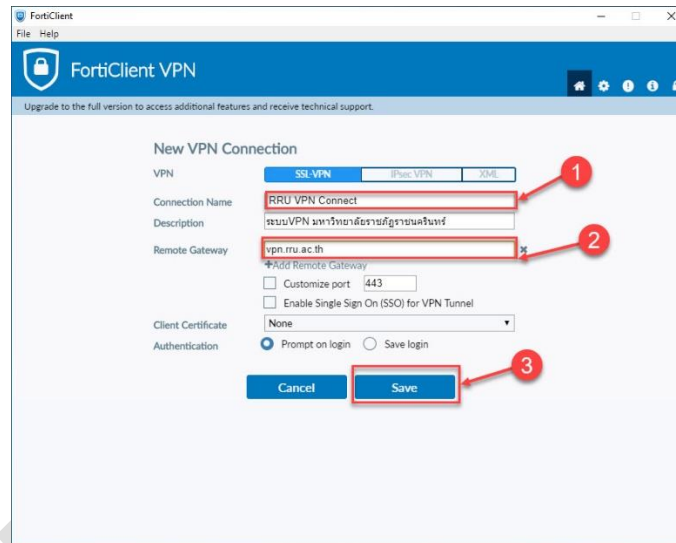 FortiClient
File Help
FortiClient VPN
Upgrade to the full version to access additional features and receive technical support.
New VPN Connection
VPN SSL-VPN IPsec VPN XML
1
Connection Name RRU VPN Connect
Description ระบบVPN มหาวิทยาลัยราชภัฏราชนครินทร์
2
Remote Gateway vpn.rru.ac.th
+Add Remote Gateway
Customize port 443
Enable Single Sign On (SSO) for VPN Tunnel
Client Certificate None
Authentication Prompt on login Save login
3
Cancel Save